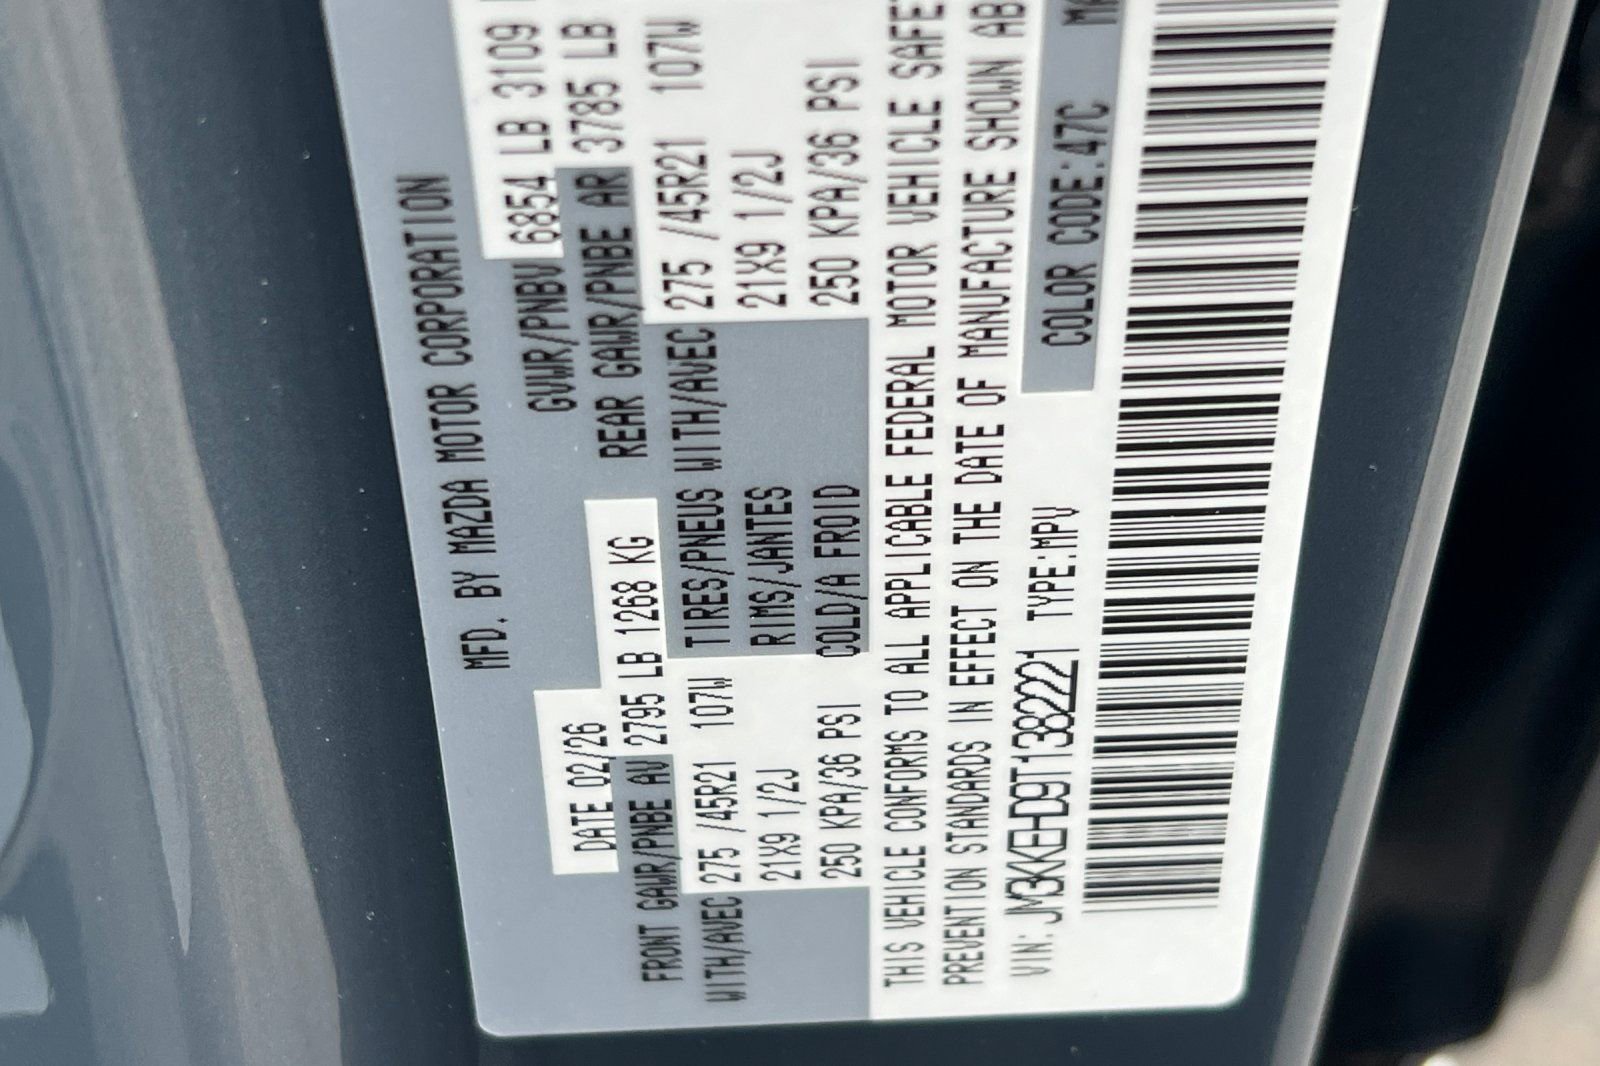 MFD. BY MAZDA MOTOR CORPORATION
DATE 02/26 GVWR/PNBV 6854 LB 3109
FRONT GAWR/PNBE AV 2795 LB 1268 KG REAR GAWR/PNBE AR 3785 LB
WITH/AVEC 275 /45R21 107W TIRES/PNEUS WITH/AVEC 275 /45R21 107W
21X9 1/2J RIMS/JANTES 21X9 1/2J
250 KPA/36 PSI COLD/A FROID 250 KPA/36 PSI
THIS VEHICLE CONFORMS TO ALL APPLICABLE FEDERAL MOTOR VEHICLE SAFE
PREVENTION STANDARDS IN EFFECT ON THE DATE OF MANUFACTURE SHOWN AB
VIN: JM3KKEHD9T1382221 TYPE:MPV COLOR CODE:47C